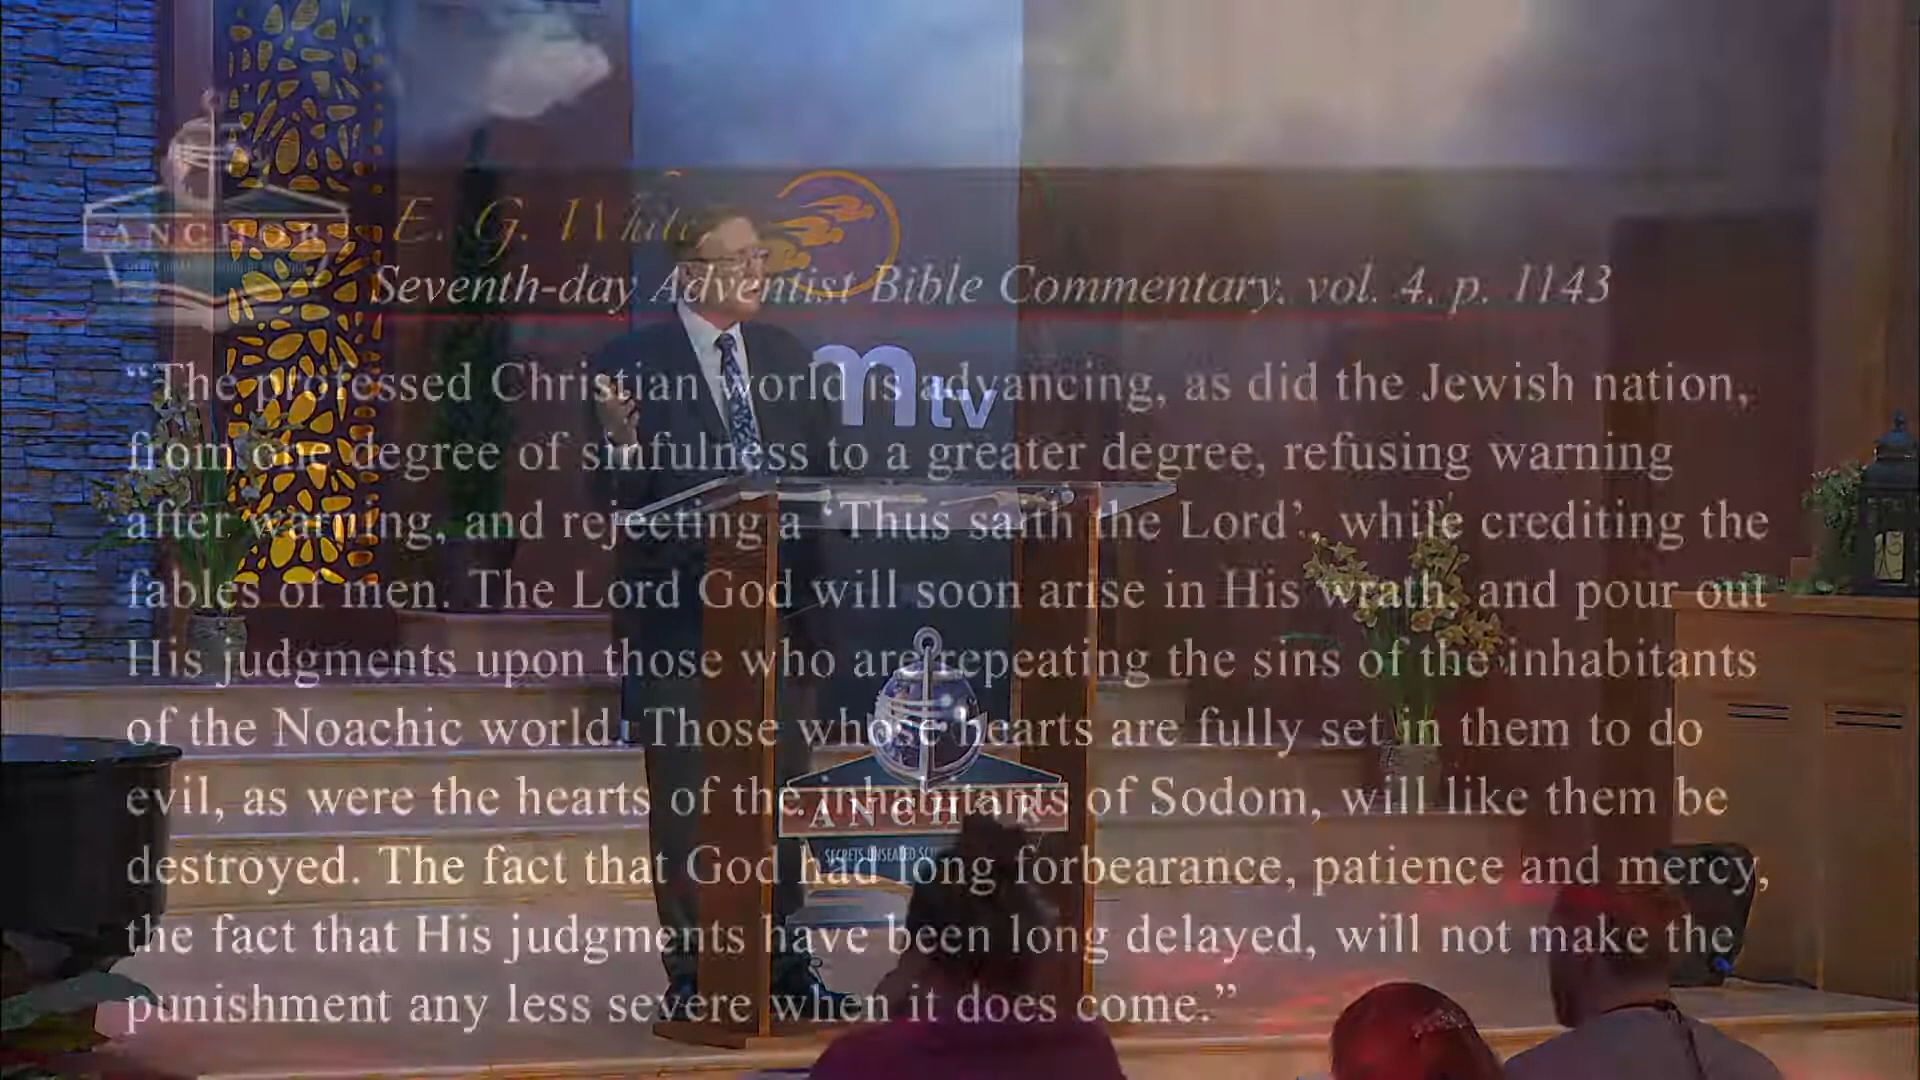 ANCHOR
E. G. White
Seventh-day Adventist Bible Commentary, vol. 4, p. 1143
mtv
“The professed Christian world is advancing, as did the Jewish nation,
from one degree of sinfulness to a greater degree, refusing warning
after warning, and rejecting a ‘Thus saith the Lord’, while crediting the
fables of men. The Lord God will soon arise in His wrath, and pour out
His judgments upon those who are repeating the sins of the inhabitants
of the Noachic world. Those whose hearts are fully set in them to do
evil, as were the hearts of the inhabitants of Sodom, will like them be
ANCHOR
destroyed. The fact that God had long forbearance, patience and mercy,
SECRETS UNSEALED
the fact that His judgments have been long delayed, will not make the
punishment any less severe when it does come.”